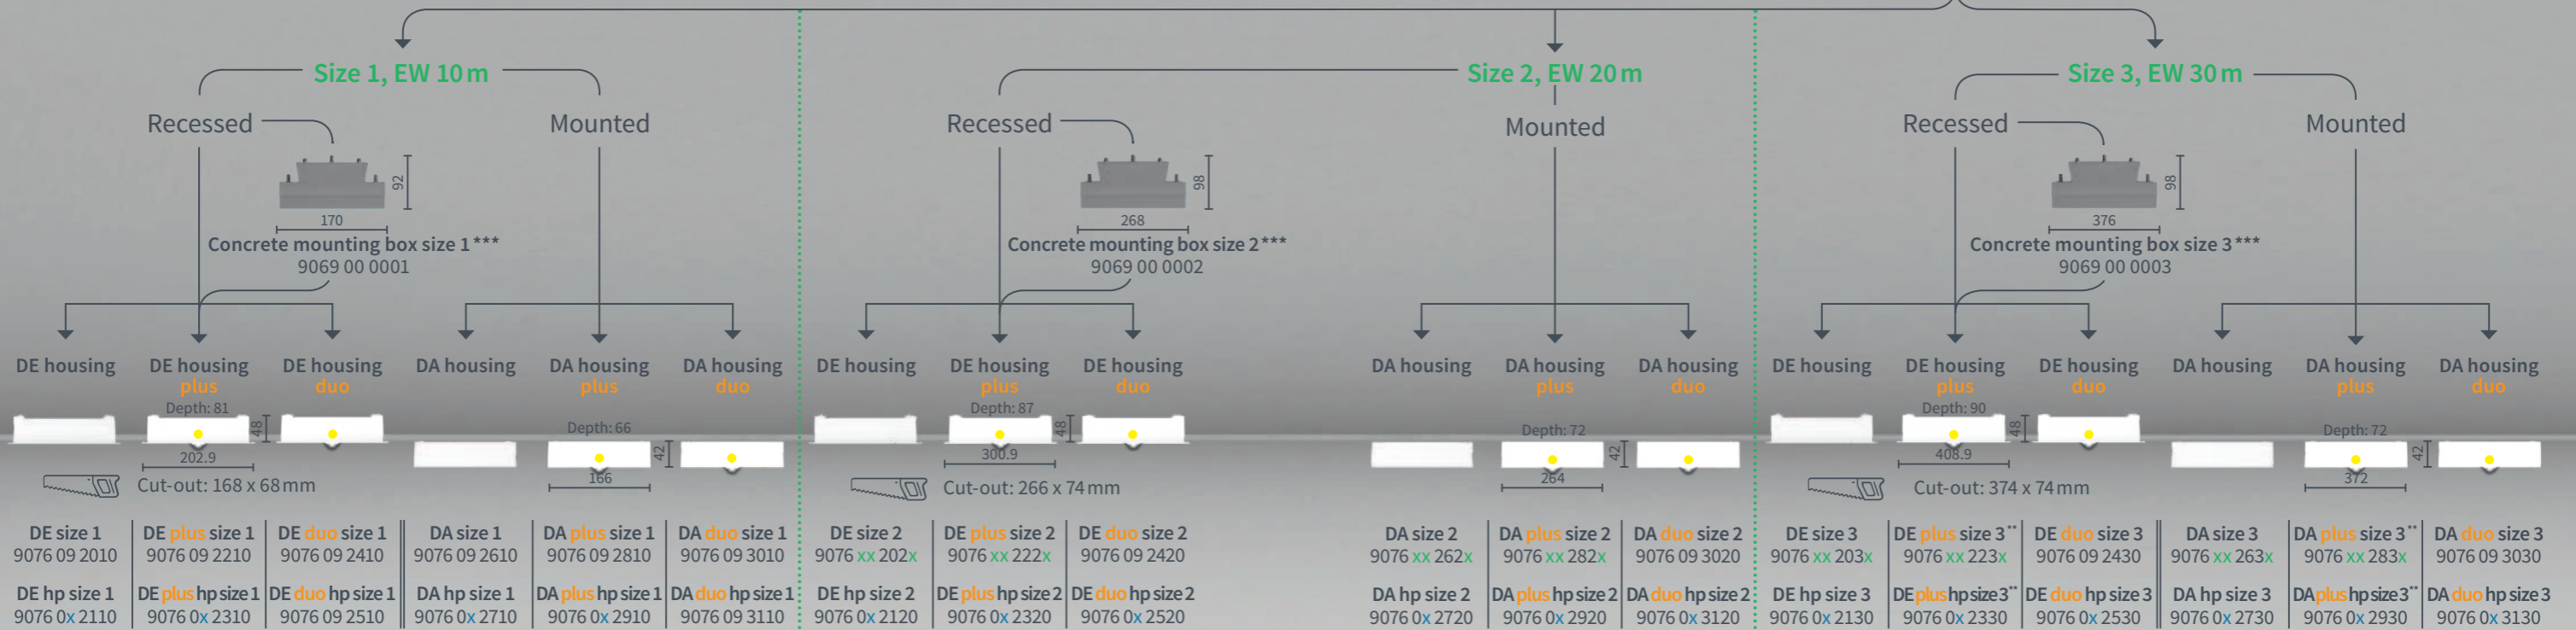 Size 1, EW 10 m
Recessed
Mounted
92
170
Concrete mounting box size 1***
9069 00 0001
DE housing
DE housing
plus
DE housing
duo
DA housing
DA housing
plus
DA housing
duo
Depth: 81
48
202.9
Cut-out: 168 x 68 mm
Depth: 66
42
166
DE size 1
9076 09 2010
DE plus size 1
9076 09 2210
DE duo size 1
9076 09 2410
DA size 1
9076 09 2610
DA plus size 1
9076 09 2810
DA duo size 1
9076 09 3010
DE hp size 1
9076 0x 2110
DE plus hp size 1
9076 0x 2310
DE duo hp size 1
9076 09 2510
DA hp size 1
9076 0x 2710
DA plus hp size 1
9076 0x 2910
DA duo hp size 1
9076 09 3110
Size 2, EW 20 m
Recessed
Mounted
98
268
Concrete mounting box size 2***
9069 00 0002
DE housing
DE housing
plus
DE housing
duo
DA housing
DA housing
plus
DA housing
duo
Depth: 87
48
300.9
Cut-out: 266 x 74 mm
Depth: 72
42
264
DE size 2
9076 xx 202x
DE plus size 2
9076 xx 222x
DE duo size 2
9076 09 2420
DA size 2
9076 xx 262x
DA plus size 2
9076 xx 282x
DA duo size 2
9076 09 3020
DE hp size 2
9076 0x 2120
DE plus hp size 2
9076 0x 2320
DE duo hp size 2
9076 0x 2520
DA hp size 2
9076 0x 2720
DA plus hp size 2
9076 0x 2920
DA duo hp size 2
9076 0x 3120
Size 3, EW 30 m
Recessed
Mounted
98
376
Concrete mounting box size 3***
9069 00 0003
DE housing
DE housing
plus
DE housing
duo
DA housing
DA housing
plus
DA housing
duo
Depth: 90
48
408.9
Cut-out: 374 x 74 mm
Depth: 72
42
372
DE size 3
9076 xx 203x
DE plus size 3**
9076 xx 223x
DE duo size 3
9076 09 2430
DA size 3
9076 xx 263x
DA plus size 3**
9076 xx 283x
DA duo size 3
9076 09 3030
DE hp size 3
9076 0x 2130
DE plus hp size 3**
9076 0x 2330
DE duo hp size 3
9076 0x 2530
DA hp size 3
9076 0x 2730
DA plus hp size 3**
9076 0x 2930
DA duo hp size 3
9076 0x 3130